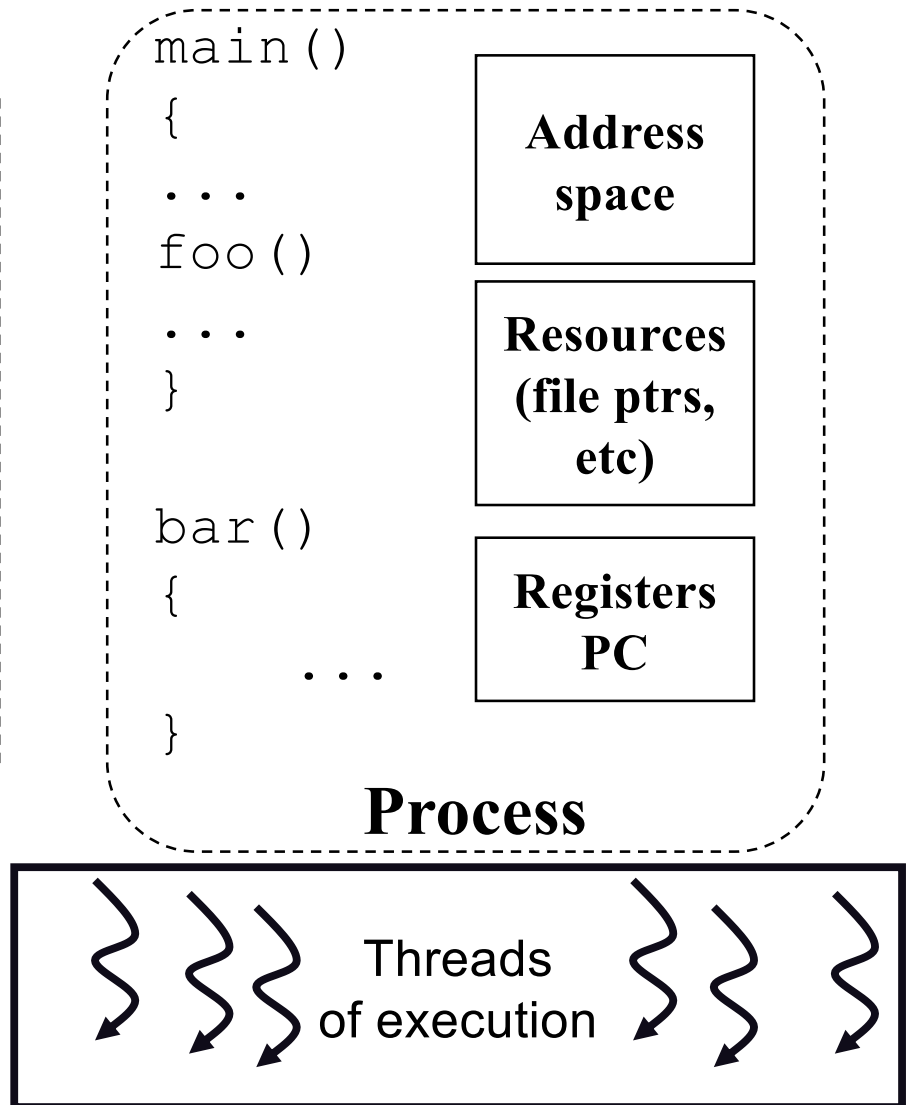 main()
{
...
foo()
...
}
bar()
{
...
}
Address
space
Resources
(file ptrs,
etc)
Registers
PC
Process
Threads
of execution